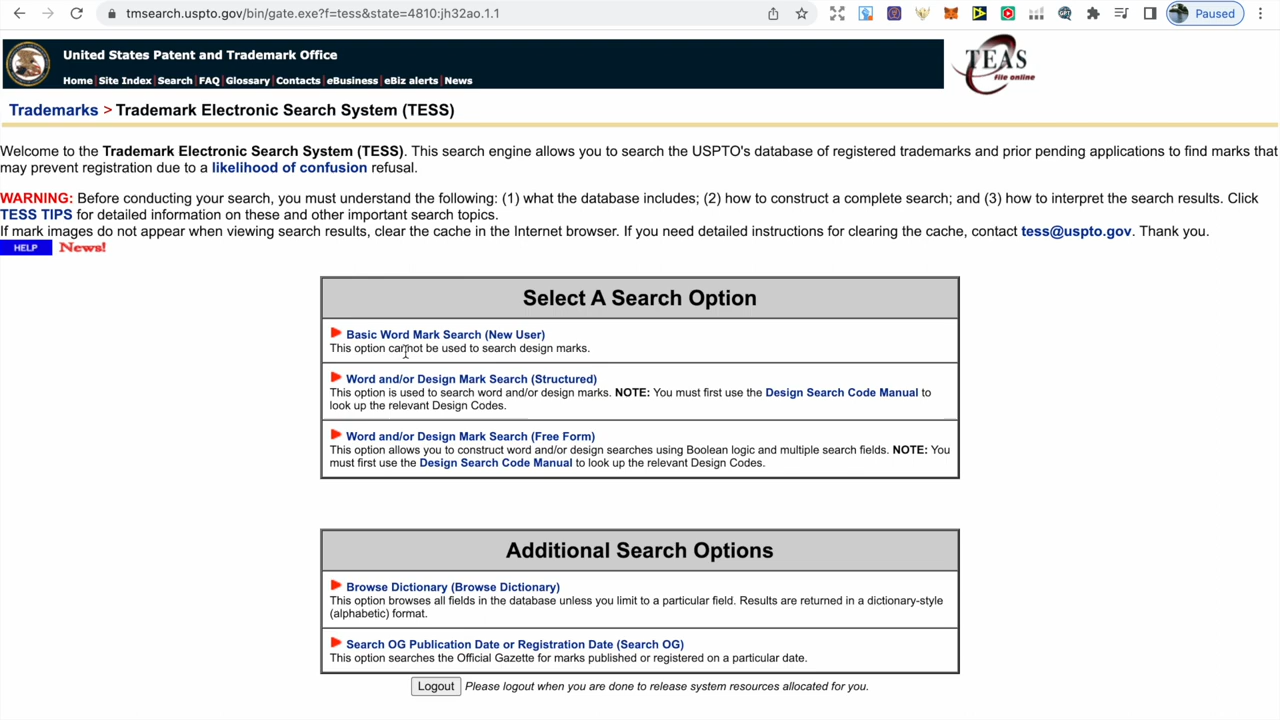 tmsearch.uspto.gov/bin/gate.exe?f=tess&state=4810:jh32ao.1.1
Paused
United States Patent and Trademark Office
Home | Site Index | Search | FAQ | Glossary | Contacts | eBusiness | eBiz alerts | News
TEAS
file online
Trademarks > Trademark Electronic Search System (TESS)
Welcome to the Trademark Electronic Search System (TESS). This search engine allows you to search the USPTO's database of registered trademarks and prior pending applications to find marks that
may prevent registration due to a likelihood of confusion refusal.
WARNING: Before conducting your search, you must understand the following: (1) what the database includes; (2) how to construct a complete search; and (3) how to interpret the search results. Click
TESS TIPS for detailed information on these and other important search topics.
If mark images do not appear when viewing search results, clear the cache in the Internet browser. If you need detailed instructions for clearing the cache, contact tess@uspto.gov. Thank you.
HELP News!
Select A Search Option
Basic Word Mark Search (New User)
This option cannot be used to search design marks.
Word and/or Design Mark Search (Structured)
This option is used to search word and/or design marks. NOTE: You must first use the Design Search Code Manual to
look up the relevant Design Codes.
Word and/or Design Mark Search (Free Form)
This option allows you to construct word and/or design searches using Boolean logic and multiple search fields. NOTE: You
must first use the Design Search Code Manual to look up the relevant Design Codes.
Additional Search Options
Browse Dictionary (Browse Dictionary)
This option browses all fields in the database unless you limit to a particular field. Results are returned in a dictionary-style
(alphabetic) format.
Search OG Publication Date or Registration Date (Search OG)
This option searches the Official Gazette for marks published or registered on a particular date.
Logout Please logout when you are done to release system resources allocated for you.